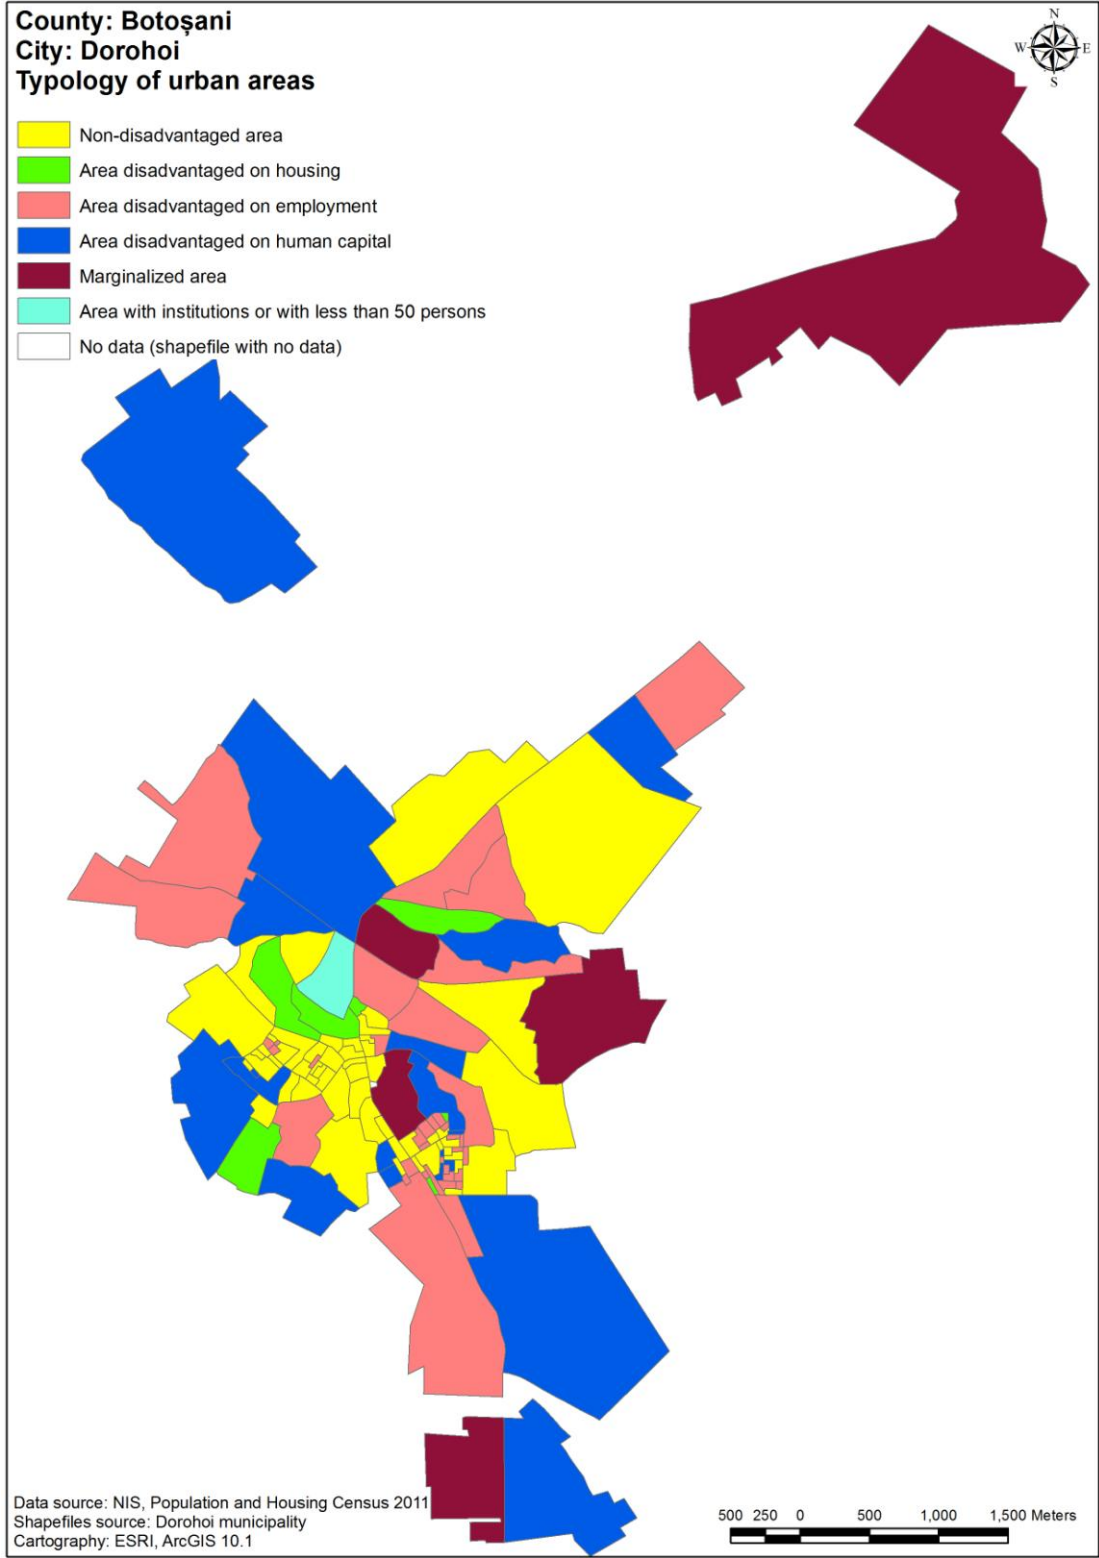 County: Botoșani
City: Dorohoi
Typology of urban areas
Non-disadvantaged area
Area disadvantaged on housing
Area disadvantaged on employment
Area disadvantaged on human capital
Marginalized area
Area with institutions or with less than 50 persons
No data (shapefile with no data)
N
W E
S
Data source: NIS, Population and Housing Census 2011
Shapefiles source: Dorohoi municipality
Cartography: ESRI, ArcGIS 10.1
500 250 0 500 1,000 1,500 Meters